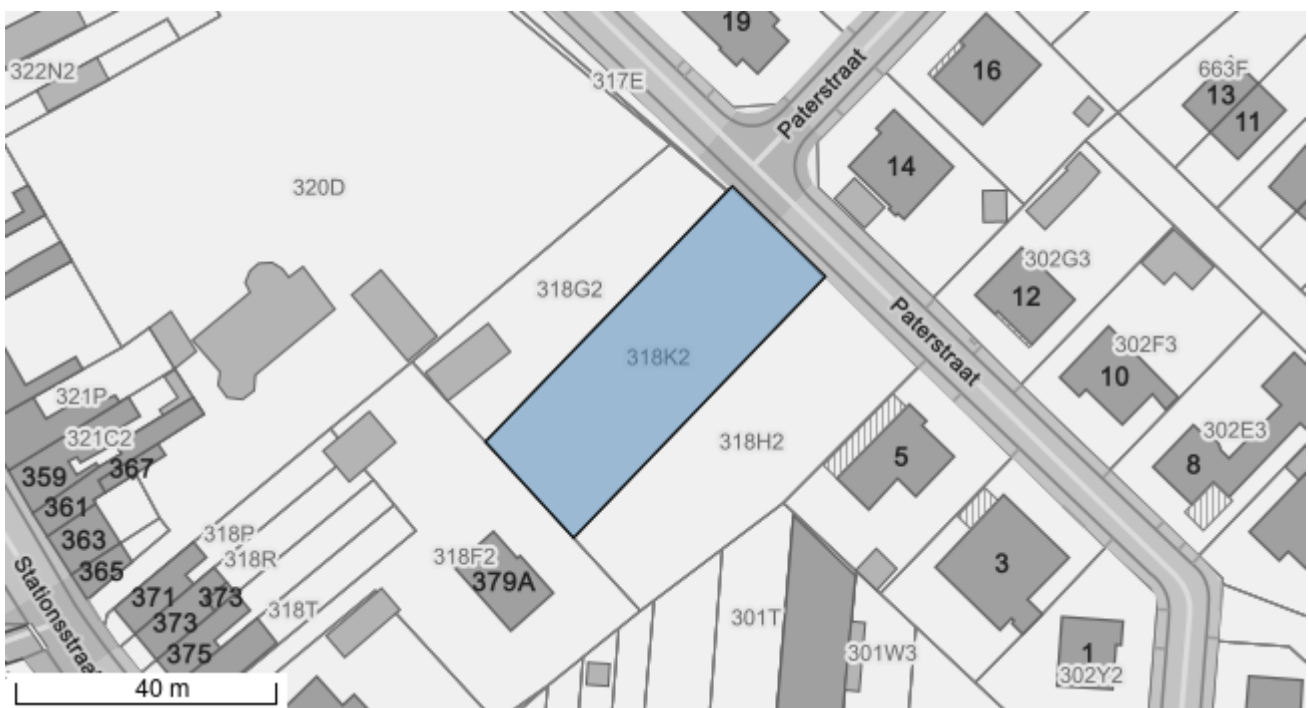 19
322N2
317E
Paterstraat
16
663F
13
11
14
320D
302G3
12
318G2
Paterstraat
318K2
302F3
10
321P
318H2
302E3
321C2
367
359
5
8
361
318P
363
318R
318F2
3
365
379A
Stationsstraat
371
373
318T
301T
373
375
301W3
1
302Y2
40 m